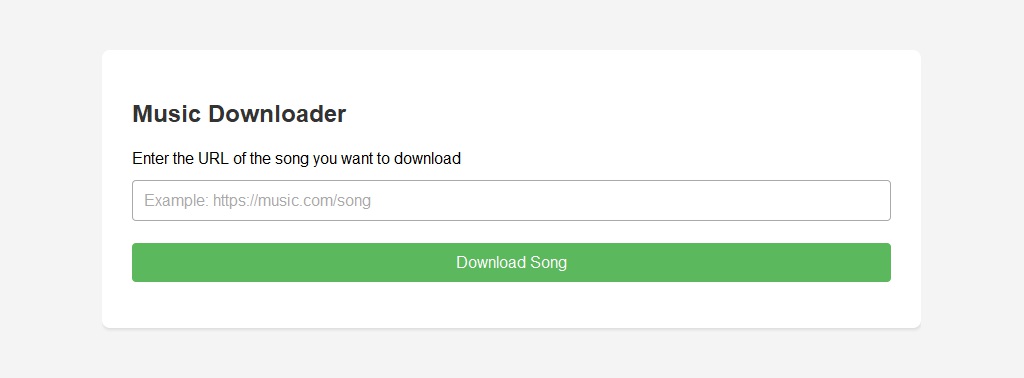 Music Downloader
Enter the URL of the song you want to download
Example: https://music.com/song
Download Song